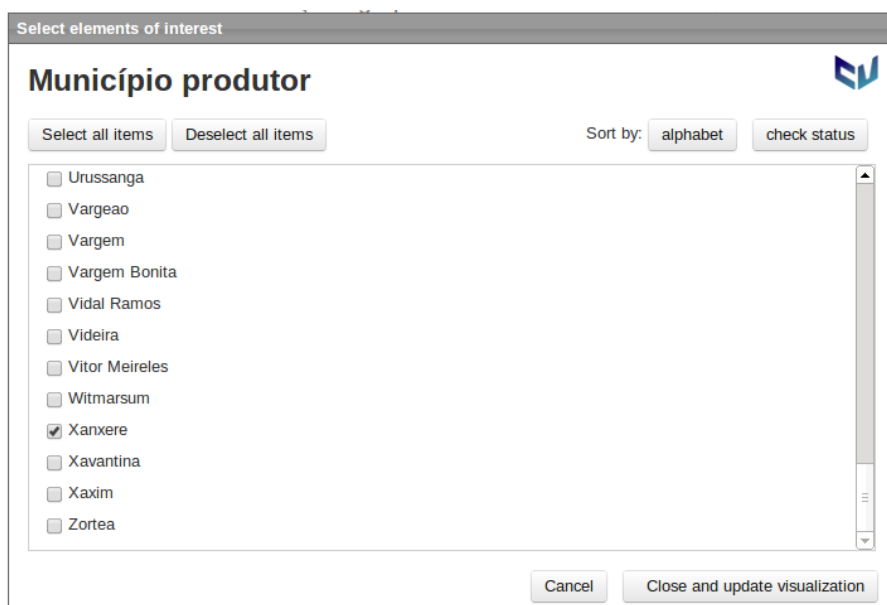 Select elements of interest
Município produtor
Select all items Deselect all items Sort by: alphabet check status
Urussanga
Vargeao
Vargem
Vargem Bonita
Vidal Ramos
Videira
Vitor Meireles
Witmarsum
Xanxere
Xavantina
Xaxim
Zortea
Cancel Close and update visualization